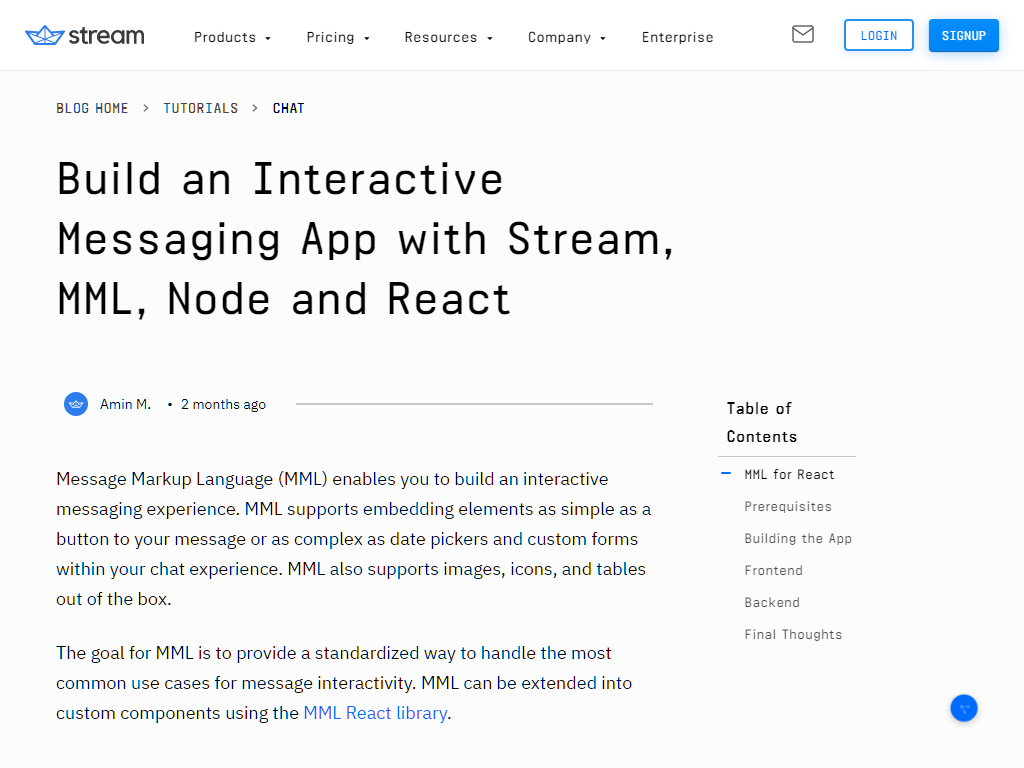 stream
Products
Pricing
Resources
Company
Enterprise
LOGIN
SIGNUP
BLOG HOME > TUTORIALS > CHAT
Build an Interactive
Messaging App with Stream,
MML, Node and React
Amin M. • 2 months ago
Table of
Contents
MML for React
Prerequisites
Building the App
Frontend
Backend
Final Thoughts
Message Markup Language (MML) enables you to build an interactive
messaging experience. MML supports embedding elements as simple as a
button to your message or as complex as date pickers and custom forms
within your chat experience. MML also supports images, icons, and tables
out of the box.
The goal for MML is to provide a standardized way to handle the most
common use cases for message interactivity. MML can be extended into
custom components using the MML React library.